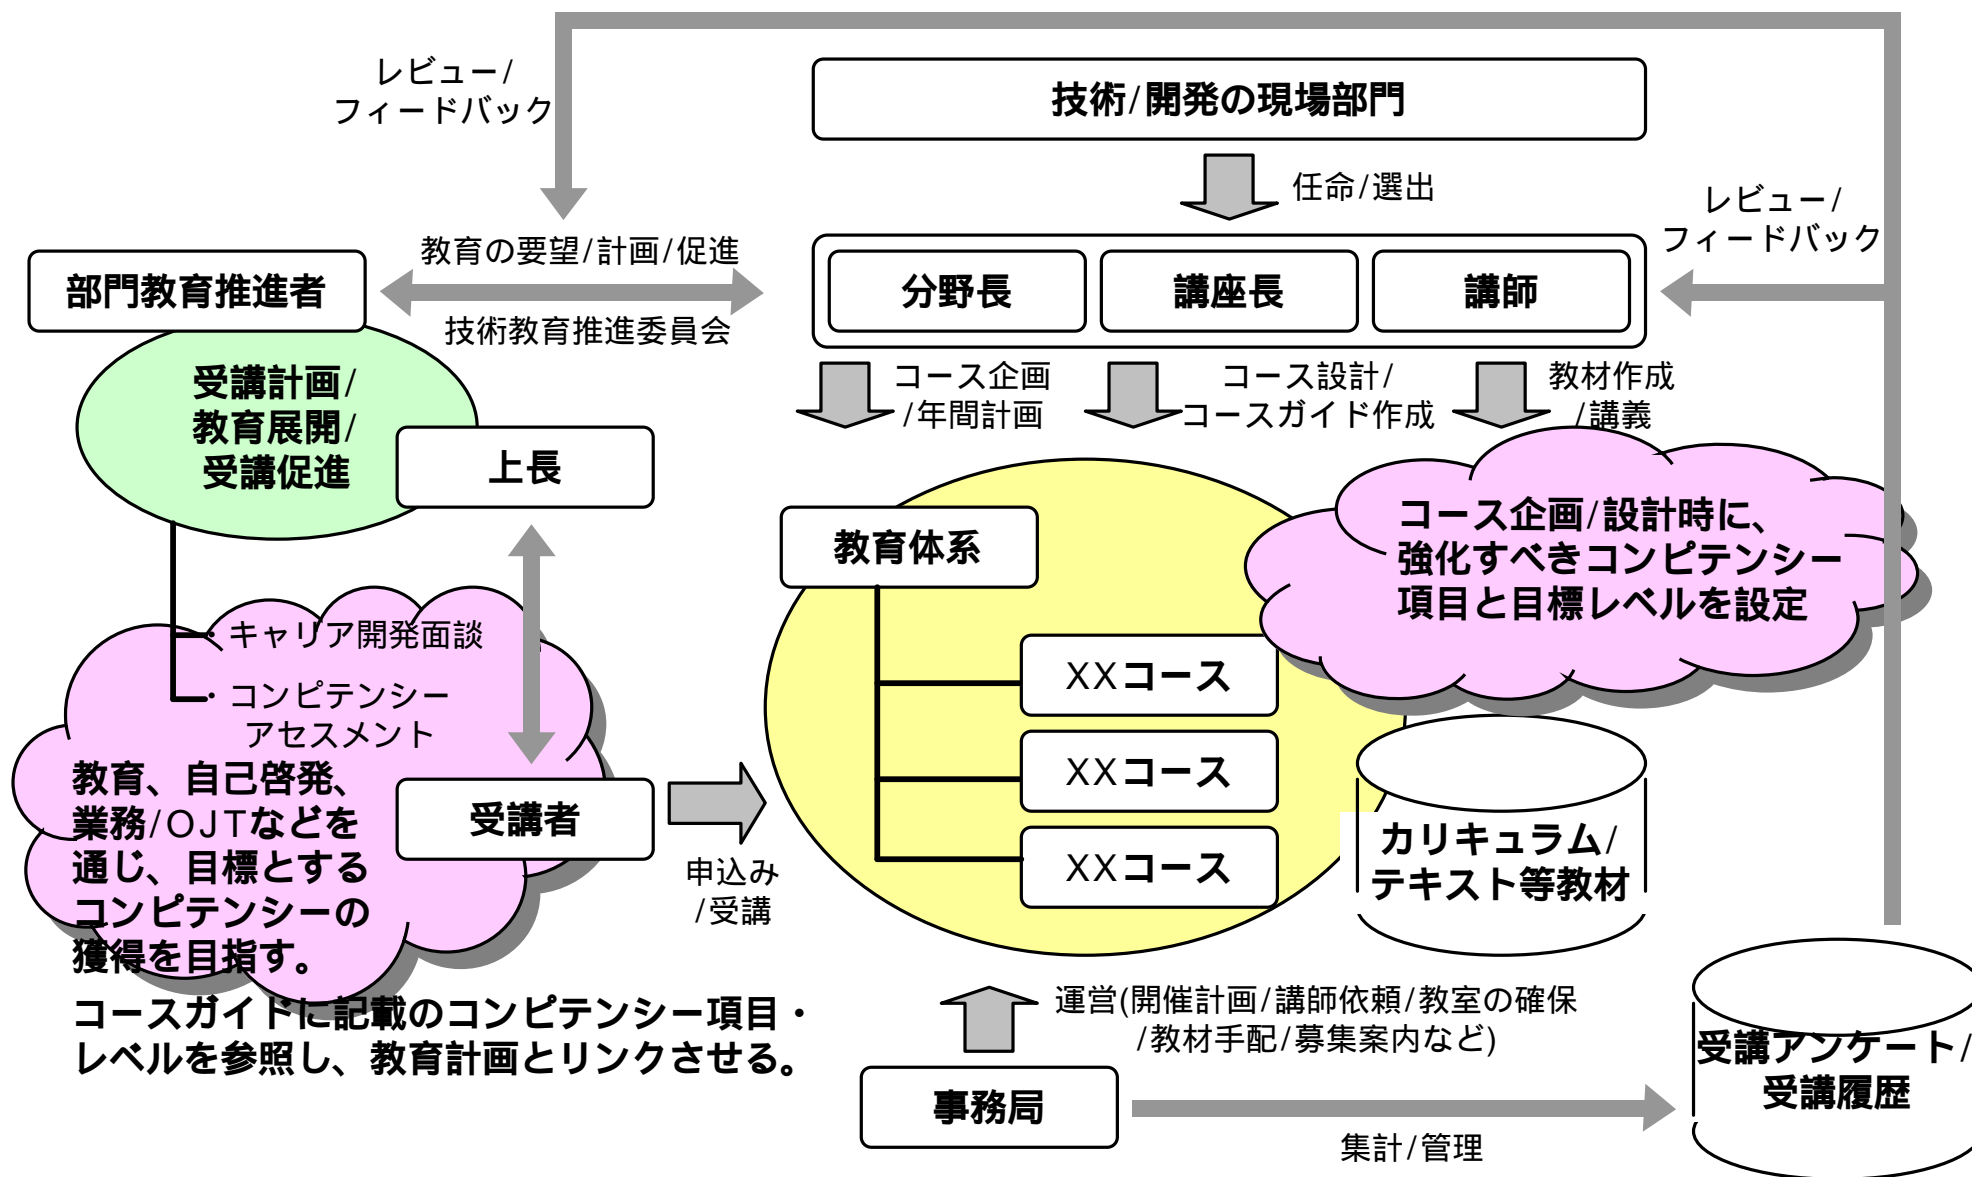 レビュー/
フィードバック
技術/開発の現場部門
任命/選出
レビュー/
フィードバック
教育の要望/計画/促進
技術教育推進委員会
部門教育推進者
分野長
講座長
講師
受講計画/
教育展開/
受講促進
上長
コース企画
/年間計画
コース設計/
コースガイド作成
教材作成
/講義
教育体系
コース企画/設計時に、
強化すべきコンピテンシー
項目と目標レベルを設定
・キャリア開発面談
・コンピテンシー
アセスメント
XXコース
XXコース
XXコース
教育、自己啓発、
業務/OJTなどを
通じ、目標とする
コンピテンシーの
獲得を目指す。
受講者
申込み
/受講
カリキュラム/
テキスト等教材
コースガイドに記載のコンピテンシー項目・
レベルを参照し、教育計画とリンクさせる。
運営(開催計画/講師依頼/教室の確保
/教材手配/募集案内など)
事務局
集計/管理
受講アンケート/
受講履歴